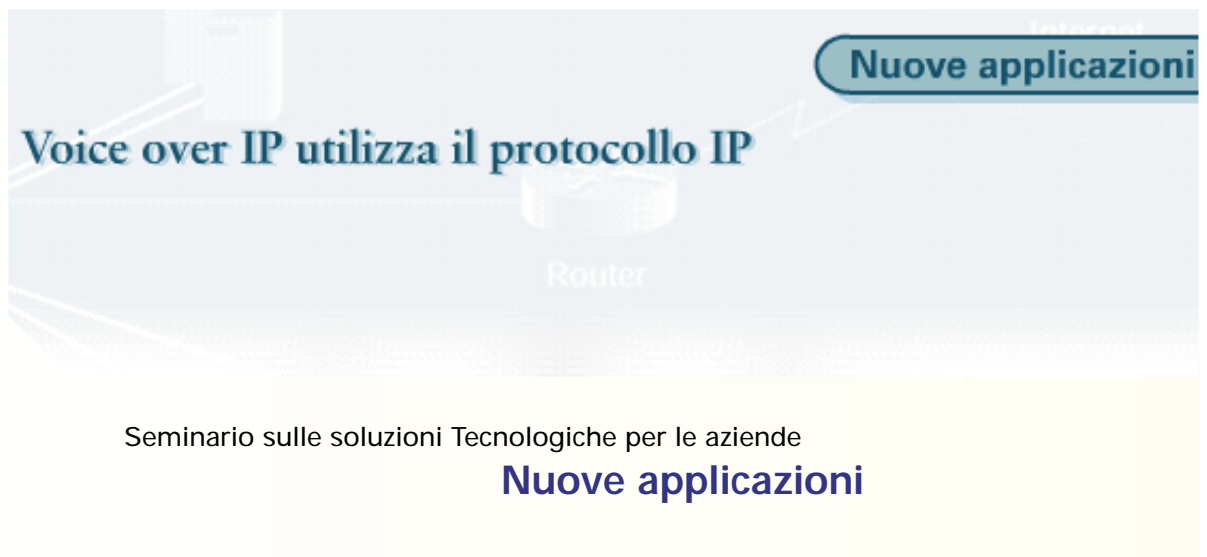 Internet
Nuove applicazioni
Voice over IP utilizza il protocollo IP
Router
Seminario sulle soluzioni Tecnologiche per le aziende
Nuove applicazioni